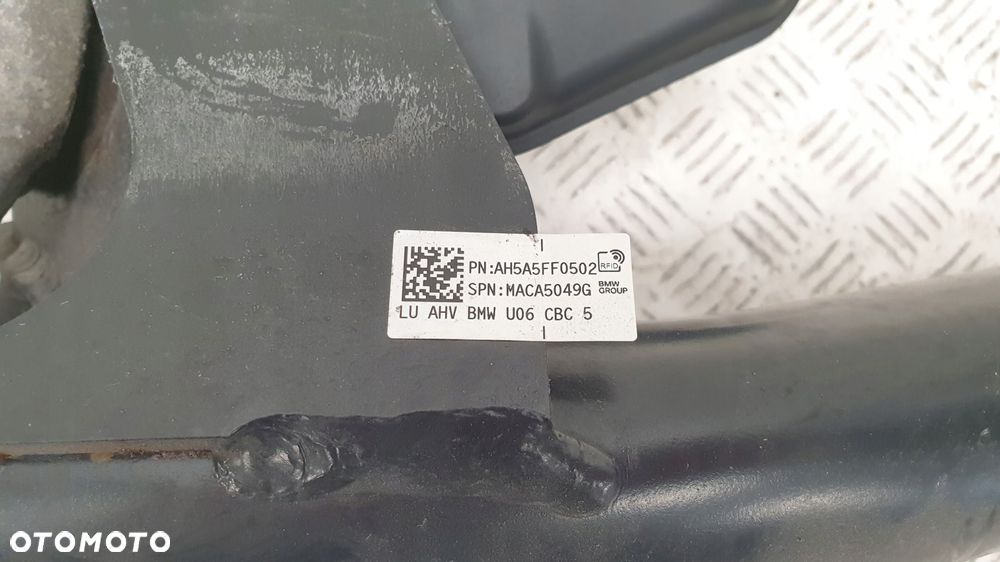 PN:AH5A5FF0502
RFID
SPN:MACA5049G
BMW
GROUP
LU AHV BMW U06 CBC 5
OTOMOTO